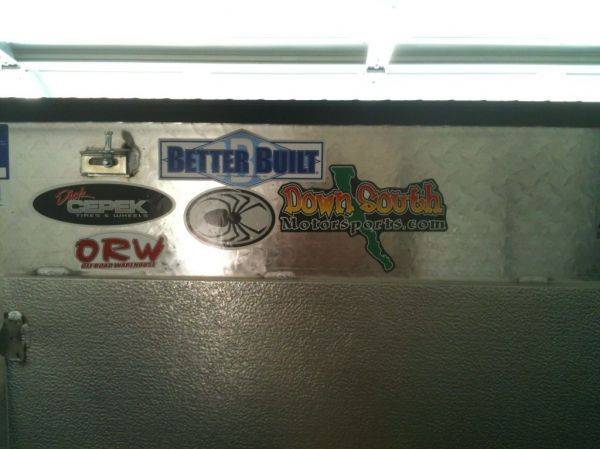 BETTER BUILT
Dick
CEPEK
TIRES & WHEELS
Down South
Motorsports.com
ORW
OFFROAD WAREHOUSE